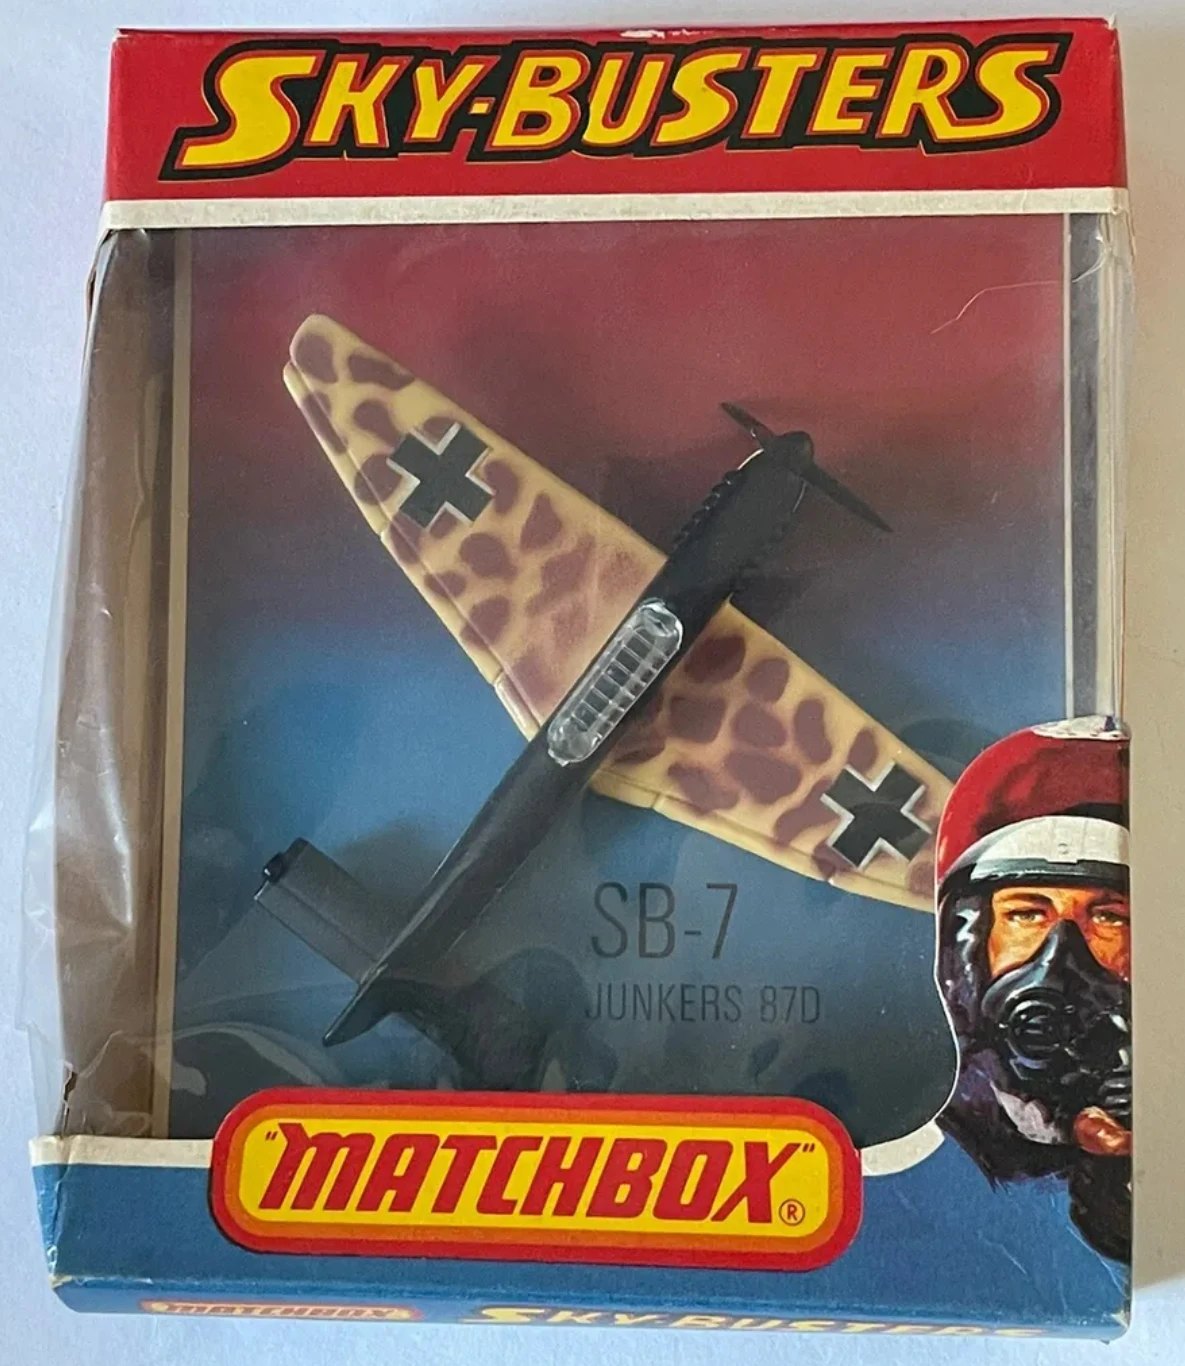 SKY-BUSTERS
SB-7
JUNKERS 87D
"MATCHBOX"®
MATCHBOX SKY-BUSTERS